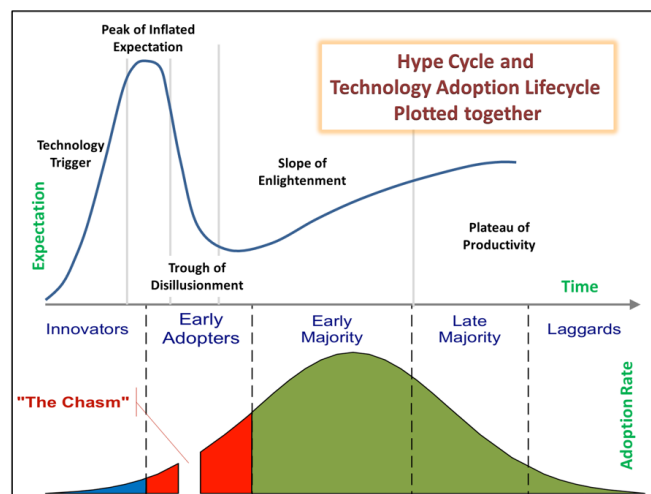 Peak of Inflated
Expectation
Hype Cycle and
Technology Adoption Lifecycle
Plotted together
Technology
Trigger
Slope of
Enlightenment
Plateau of
Productivity
Expectation
Trough of
Disillusionment
Time
Innovators
Early
Adopters
Early
Majority
Late
Majority
Laggards
"The Chasm"
Adoption Rate